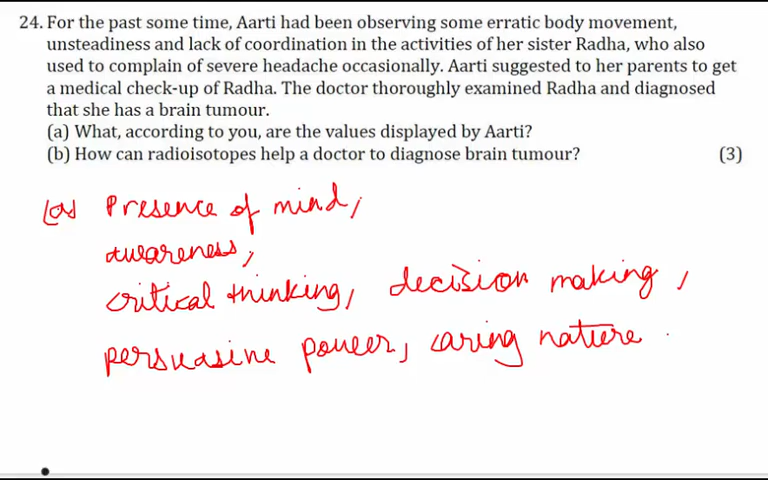 24. For the past some time, Aarti had been observing some erratic body movement,
unsteadiness and lack of coordination in the activities of her sister Radha, who also
used to complain of severe headache occasionally. Aarti suggested to her parents to get
a medical check-up of Radha. The doctor thoroughly examined Radha and diagnosed
that she has a brain tumour.
(a) What, according to you, are the values displayed by Aarti?
(b) How can radioisotopes help a doctor to diagnose brain tumour? (3)
(a) Presence of mind,
awareness,
critical thinking, decision making,
persuasine power, caring nature.